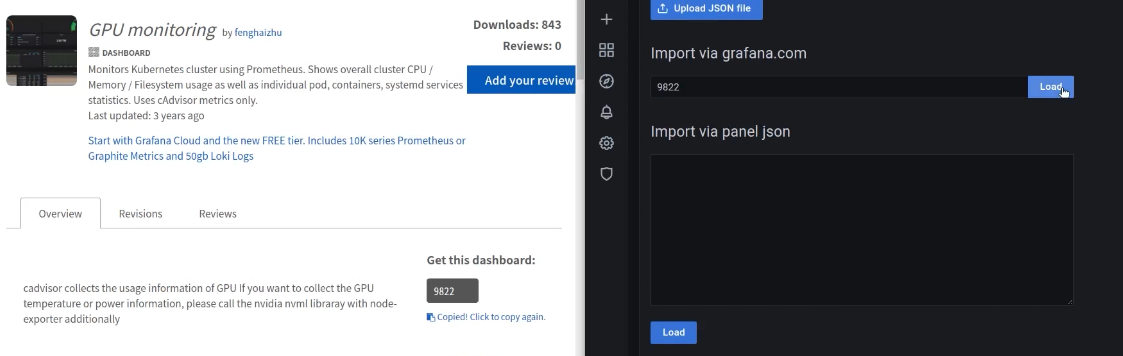 GPU monitoring by fenghaizhu
DASHBOARD
Monitors Kubernetes cluster using Prometheus. Shows overall cluster CPU /
Memory / Filesystem usage as well as individual pod, containers, systemd services
statistics. Uses cAdvisor metrics only.
Last updated: 3 years ago
Start with Grafana Cloud and the new FREE tier. Includes 10K series Prometheus or
Graphite Metrics and 50gb Loki Logs
Downloads: 843
Reviews: 0
Add your review
Overview Revisions Reviews
cadvisor collects the usage information of GPU If you want to collect the GPU
temperature or power information, please call the nvidia nvml libraray with node-
exporter additionally
Get this dashboard:
9822
Copied! Click to copy again.
Upload JSON file
Import via grafana.com
9822 Load
Import via panel json
Load